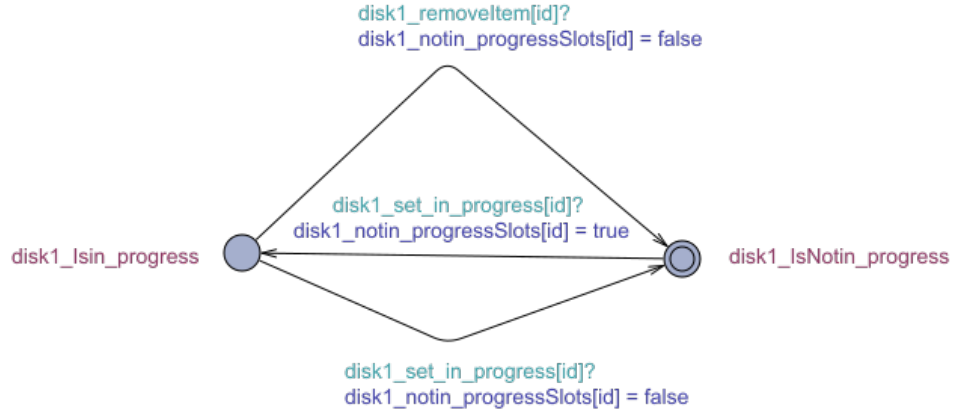 disk1_removeItem[id]?
disk1_notin_progressSlots[id] = false
disk1_set_in_progress[id]?
disk1_notin_progressSlots[id] = true
disk1_Isin_progress
disk1_IsNotin_progress
disk1_set_in_progress[id]?
disk1_notin_progressSlots[id] = false